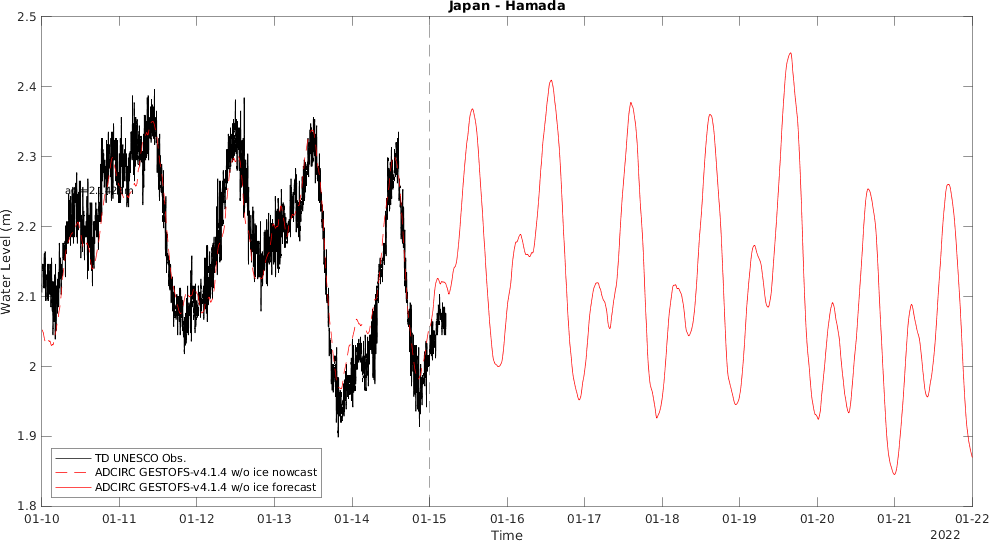 Japan - Hamada
2.5
2.4
2.3
2.2
2.1
2
1.9
1.8
Water Level (m)
TD UNESCO Obs.
ADCIRC GESTOFS-v4.1.4 w/o ice nowcast
ADCIRC GESTOFS-v4.1.4 w/o ice forecast
01-10 01-11 01-12 01-13 01-14 01-15 01-16 01-17 01-18 01-19 01-20 01-21 01-22
Time
2022